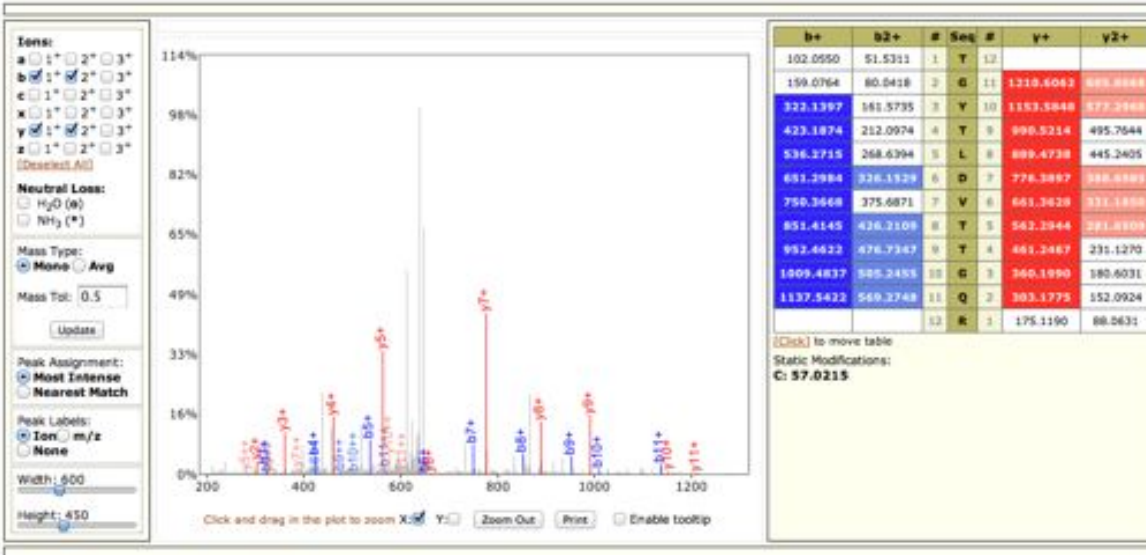 Ions:
a 1+ 2+ 3+
b 1+ 2+ 3+
c 1+ 2+ 3+
x 1+ 2+ 3+
y 1+ 2+ 3+
z 1+ 2+ 3+
[Deselect All]
Neutral Loss:
H2O (o)
NH3 (*)
Mass Type:
Mono Avg
Mass Tol: 0.5
Update
Peak Assignment:
Most Intense
Nearest Match
Peak Labels:
Ion m/z
None
Width: 600
Height: 450
114%
98%
82%
65%
49%
33%
16%
0%
200 400 600 800 1000 1200
y3+
b4+
y4+
b5+
y5+
b7+
y7+
b8+
y8+
b9+
y9+
b10+
b11+
y10+
y11+
Click and drag in the plot to zoom X: Y: Zoom Out Print Enable tooltip
b+ b2+ # Seq # y+ y2+
102.0550 51.5311 1 T 12
159.0764 80.0418 2 G 11 1210.6062
322.1397 161.5735 3 Y 10 1153.5848
423.1874 212.0974 4 T 9 990.5214 495.7644
536.2715 268.6394 5 L 8 889.4738 445.2405
651.2984 326.1529 6 D 7 776.3897
750.3668 375.6871 7 V 6 661.3628
851.4145 426.2109 8 T 5 562.2944
952.4622 476.7347 9 T 4 461.2467 231.1270
1009.4837 505.2455 10 G 3 360.1990 180.6031
1137.5422 569.2748 11 Q 2 303.1775 152.0924
12 R 1 175.1190 88.0631
[Click] to move table
Static Modifications:
C: 57.0215